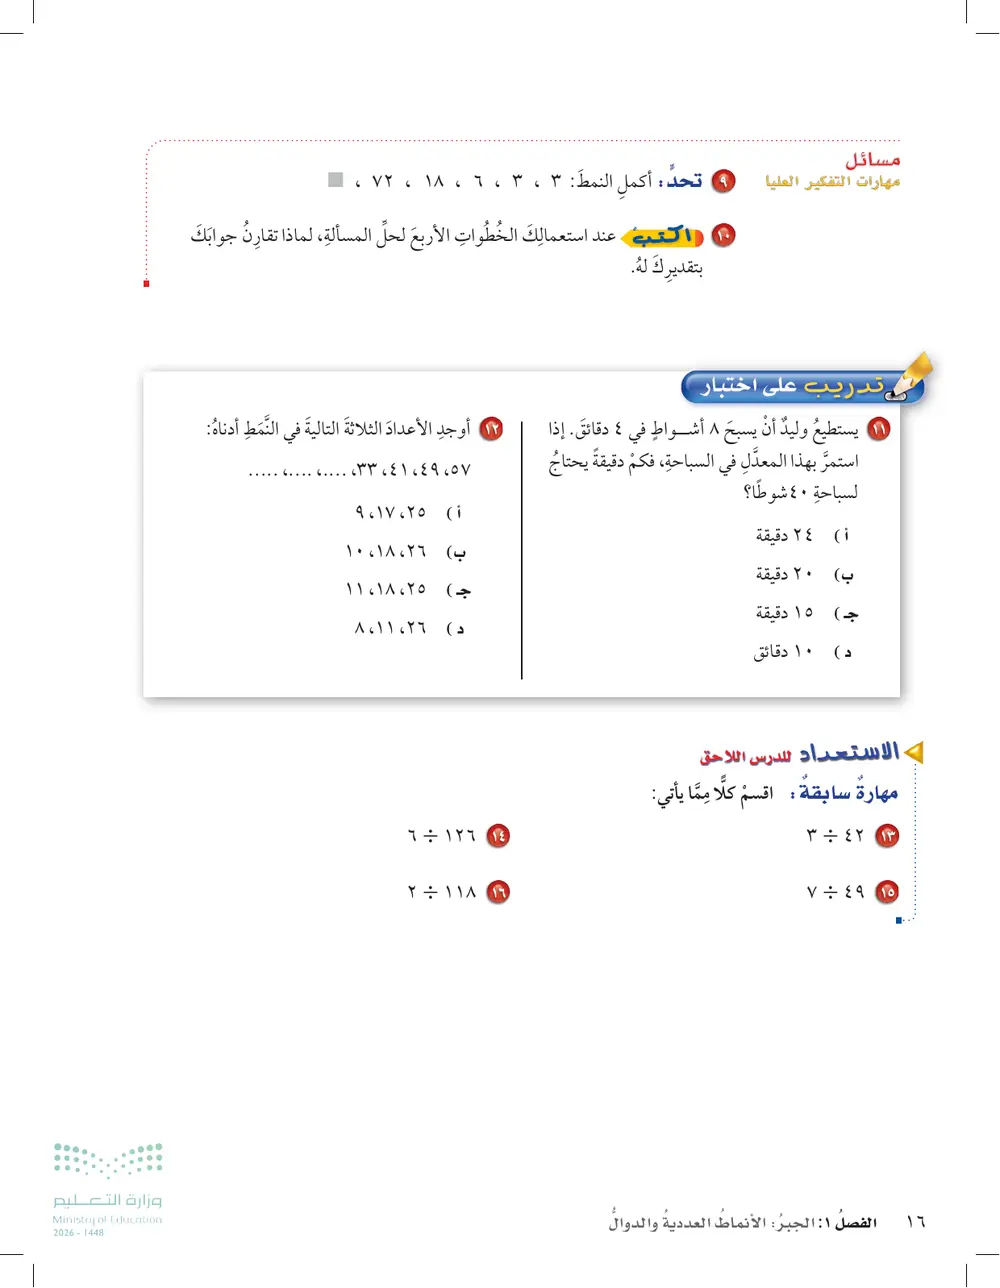 مسائل
مهارات التفكير العليا
٩ تحدٍّ: أكملِ النمطَ: ٣ ، ٣ ، ٦ ، ١٨ ، ٧٢ ، ■
١٠ اكتب عند استعمالِكَ الخُطُواتِ الأربعَ لحلِّ المسألةِ، لماذا تقارِنُ جوابَكَ
بتقديرِكَ لهُ.
تدريب على اختبار
١١ يستطيعُ وليدٌ أنْ يسبحَ ٨ أشـــواطٍ في ٤ دقائقَ. إذا
استمرَّ بهذا المعدَّلِ في السباحةِ، فكمْ دقيقةً يحتاجُ
لسباحةِ ٤٠ شوطًا؟
أ ) ٢٤ دقيقة
ب) ٢٠ دقيقة
جـ ) ١٥ دقيقة
د ) ١٠ دقائق
١٢ أوجدِ الأعدادَ الثلاثةَ التاليةَ في النَّمَطِ أدناهُ:
٥٧، ٤٩، ٤١، ٣٣، ....، ....، .....
أ ) ٢٥، ١٧، ٩
ب) ٢٦، ١٨، ١٠
جـ ) ٢٥، ١٨، ١١
د ) ٢٦، ١١، ٨
الاستعداد للدرس اللاحق
مهارةٌ سابقةٌ: اقسمْ كلًّا مِمَّا يأتي:
١٣ ٤٢ ÷ ٣
١٤ ١٢٦ ÷ ٦
١٥ ٤٩ ÷ ٧
١٦ ١١٨ ÷ ٢
وزارة التعـــليم
Ministry of Education
2026 - 1448
١٦ الفصلُ ١: الجبرُ: الأنماطُ العدديةُ والدوالُّ